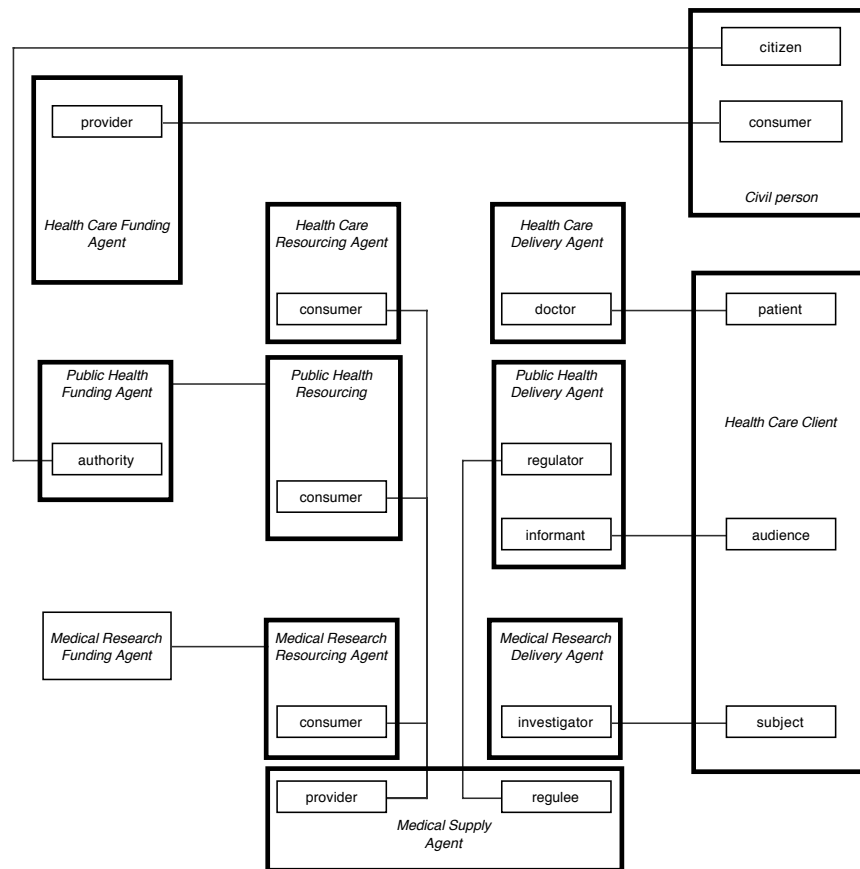 citizen
provider
consumer
Civil person
Health Care Funding
Agent
Health Care
Resourcing Agent
consumer
Health Care
Delivery Agent
doctor
patient
Public Health
Funding Agent
authority
Public Health
Resourcing
consumer
Public Health
Delivery Agent
regulator
informant
Health Care Client
audience
Medical Research
Funding Agent
Medical Research
Resourcing Agent
consumer
Medical Research
Delivery Agent
investigator
subject
provider
regulee
Medical Supply
Agent